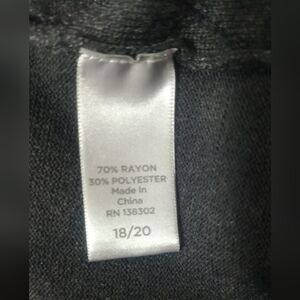 70% RAYON
30% POLYESTER
Made in
China
RN 138302
18/20